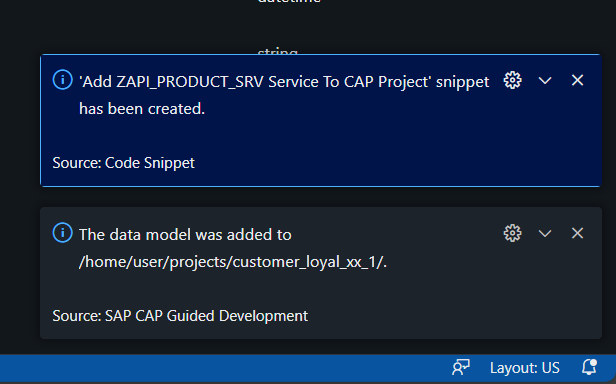 datetime
string
'Add ZAPI_PRODUCT_SRV Service To CAP Project' snippet
has been created.
Source: Code Snippet
The data model was added to
/home/user/projects/customer_loyal_xx_1/.
Source: SAP CAP Guided Development
Layout: US